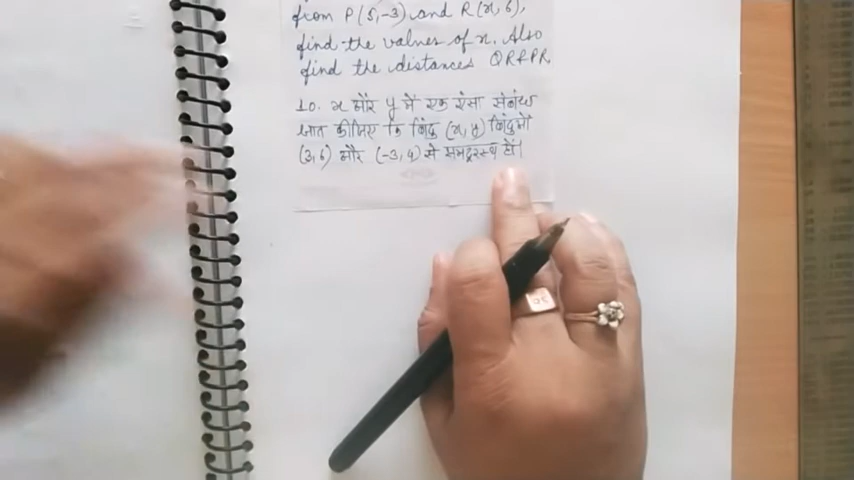 from P(5,-3) and R(x,6),
find the values of x. Also
find the distances QR & PR
10. x और y में एक ऐसा संबंध
ज्ञात कीजिए कि बिंदु (x, y) बिंदुओं
(3,6) और (-3,4) से समदूरस्थ हों।